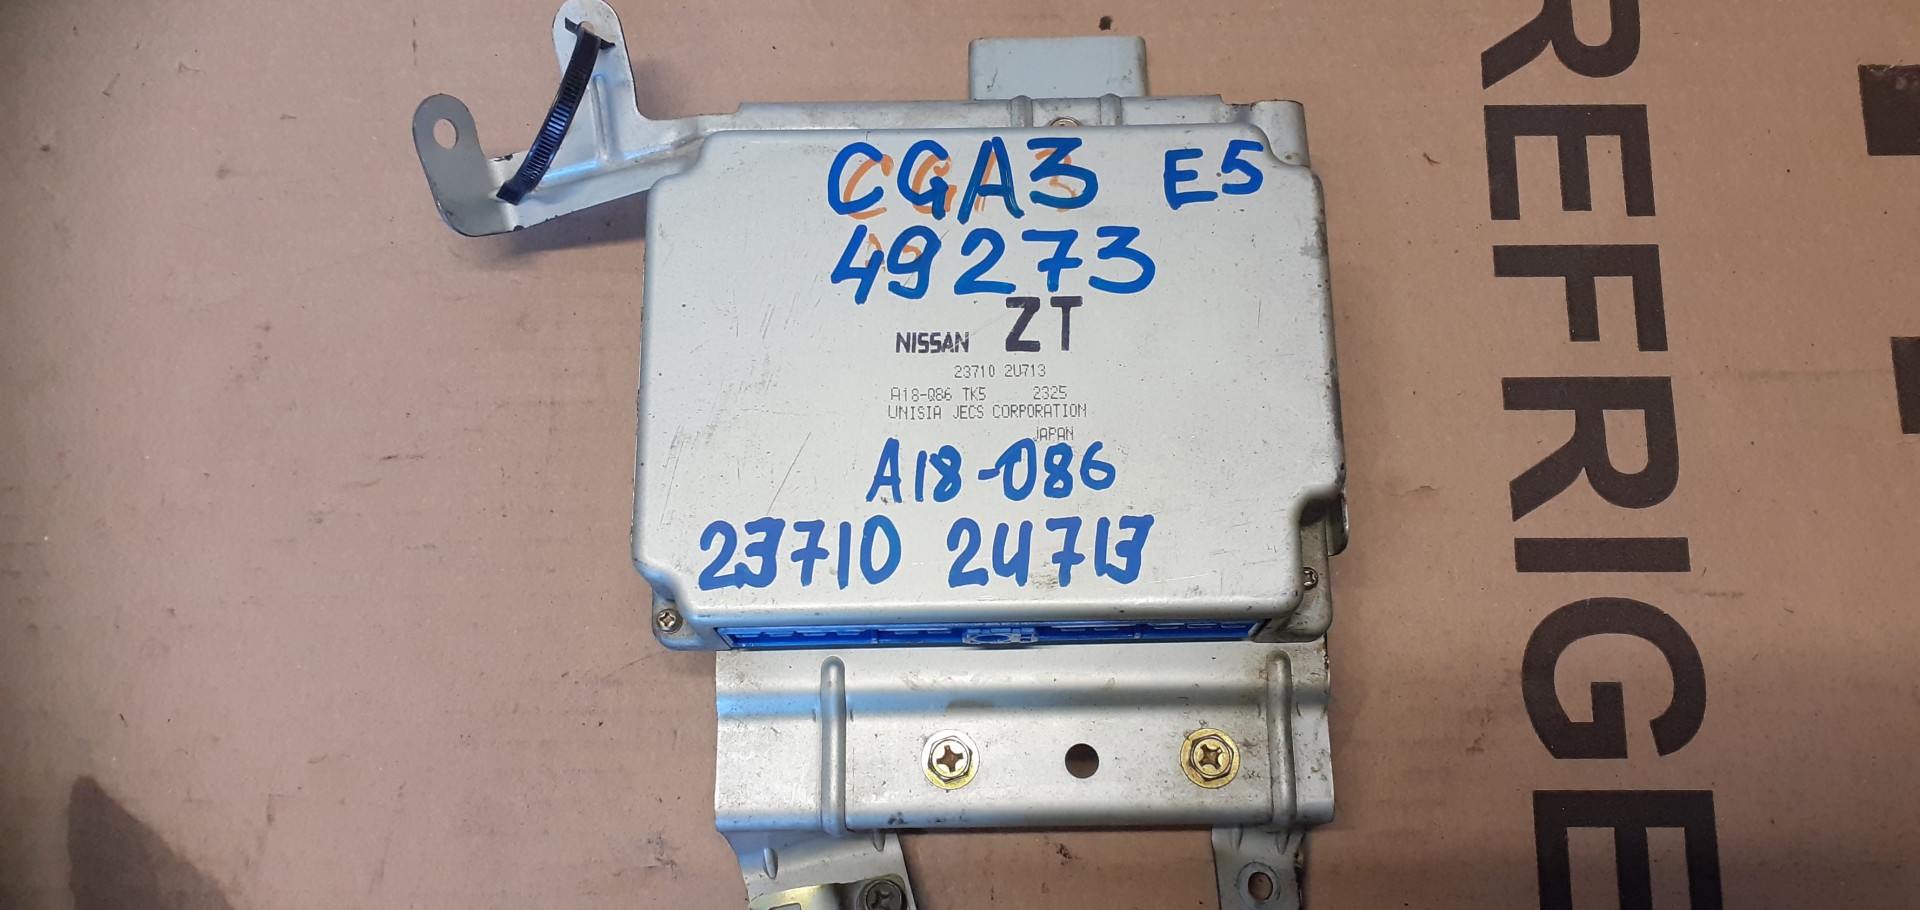 CGA3 E5
49273
NISSAN ZT
23710 2U713
A18-Q86 TK5 2325
UNISIA JECS CORPORATION
JAPAN
A18-086
23710 2U713
REFRIGE